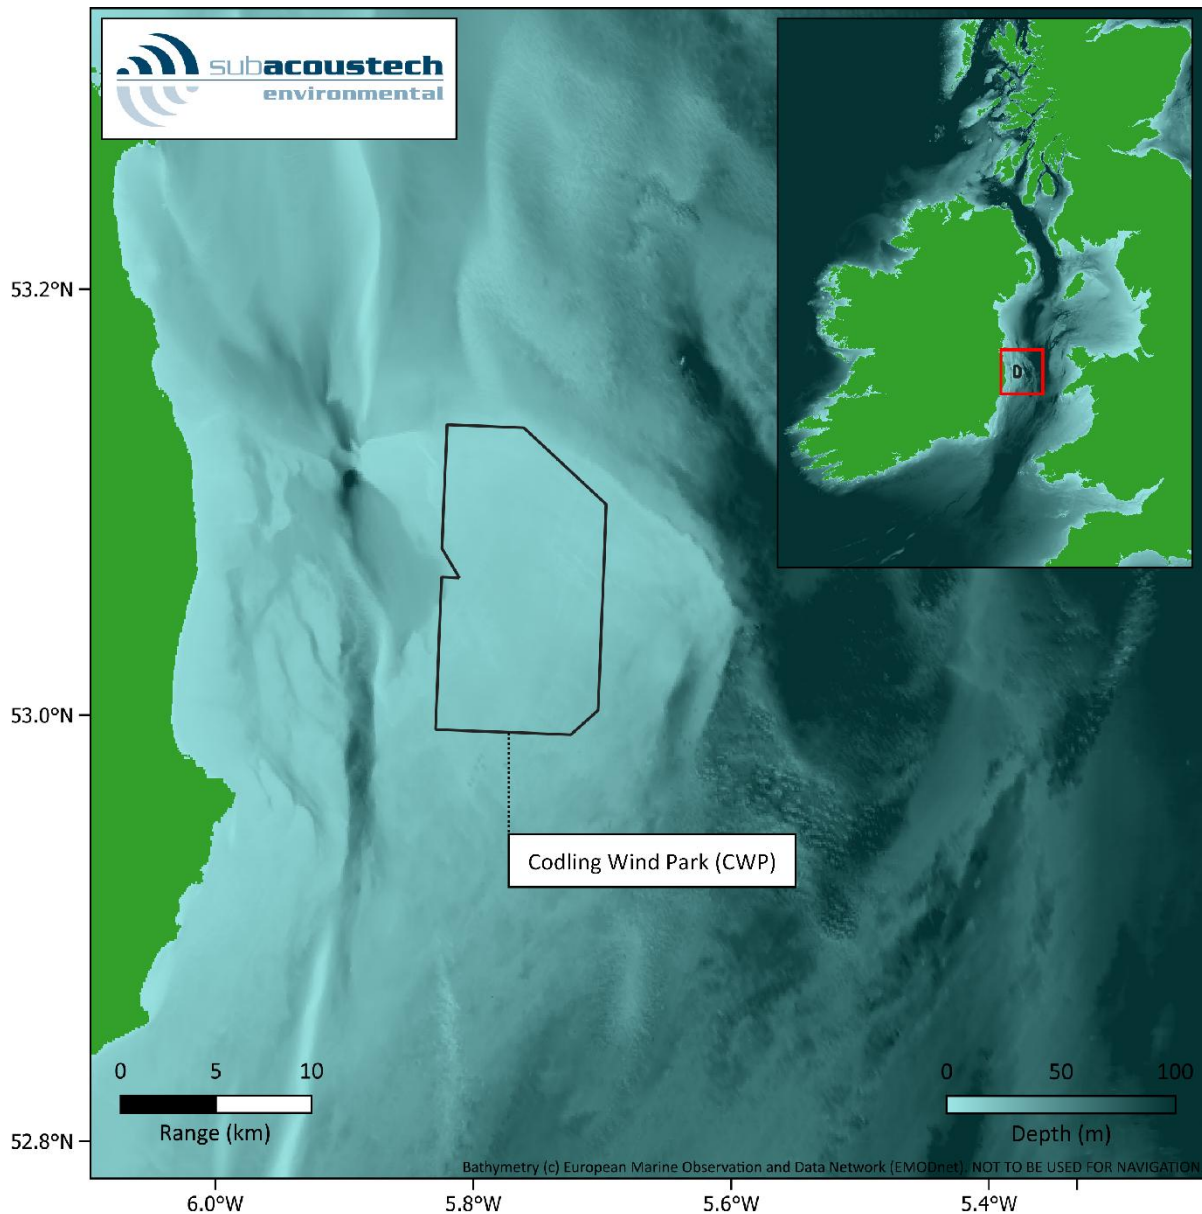 subacoustech
environmental
D
53.2°N
53.0°N
Codling Wind Park (CWP)
0 5 10
Range (km)
0 50 100
Depth (m)
52.8°N
Bathymetry (c) European Marine Observation and Data Network (EMODnet). NOT TO BE USED FOR NAVIGATION
6.0°W 5.8°W 5.6°W 5.4°W